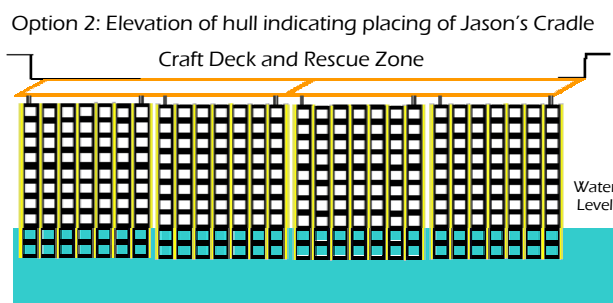 Option 2: Elevation of hull indicating placing of Jason's Cradle
Craft Deck and Rescue Zone
Water
Level